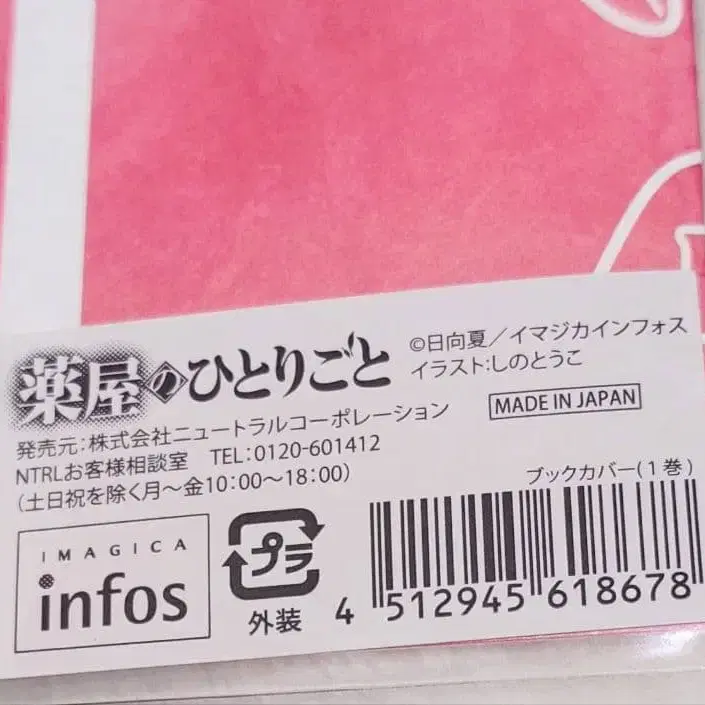 薬屋のひとりごと
©日向夏／イマジカインフォス
イラスト:しのとうこ
発売元:株式会社ニュートラルコーポレーション
MADE IN JAPAN
NTRLお客様相談室 TEL:0120-601412
(土日祝を除く月〜金10:00〜18:00)
ブックカバー(1巻)
IMAGICA
infos
プラ
外装
4 512945 618678